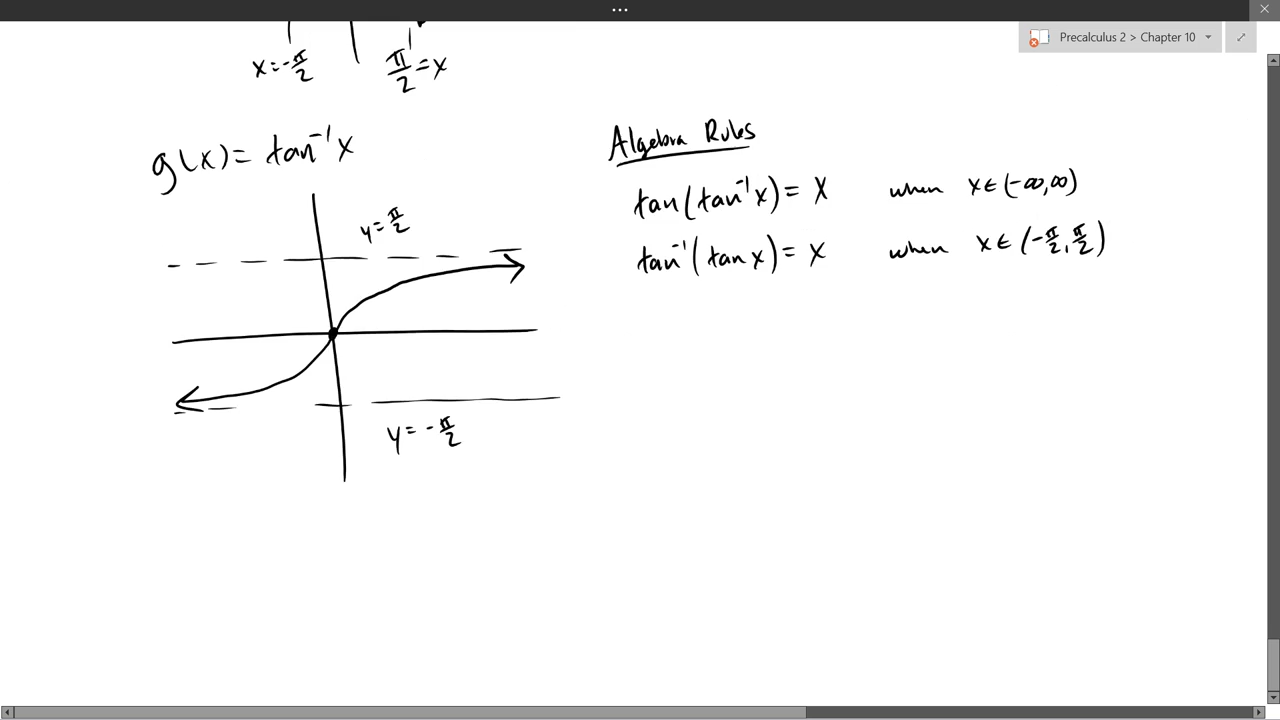 ...
Precalculus 2 > Chapter 10
x=-π/2
π/2=x
g(x)= tan⁻¹x
y=π/2
y=-π/2
Algebra Rules
tan(tan⁻¹x)= x when x∈(-∞,∞)
tan⁻¹(tan x)= x when x∈(-π/2,π/2)